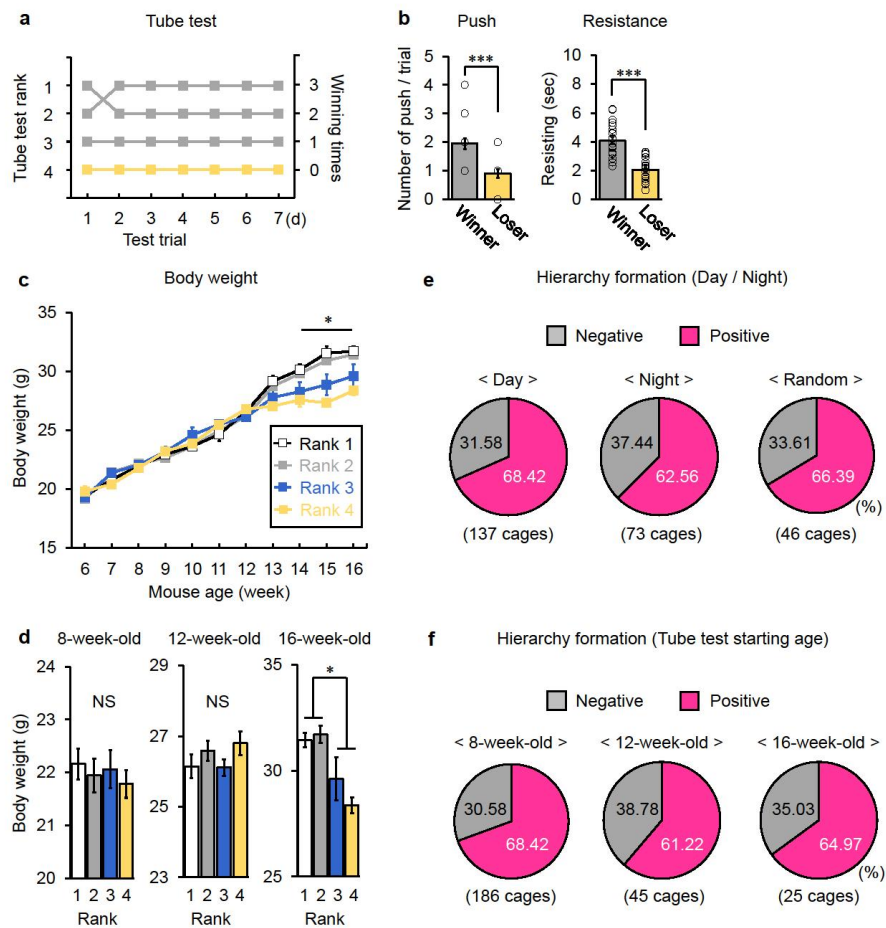 a
Tube test
Tube test rank
1
2
3
4
3
2
1
0
Winning times
1 2 3 4 5 6 7 (d)
Test trial
b
Push
Number of push / trial
5
4
3
2
1
0
***
Winner
Loser
Resistance
Resisting (sec)
10
8
6
4
2
0
***
Winner
Loser
c
Body weight
Body weight (g)
35
30
25
20
15
*
Rank 1
Rank 2
Rank 3
Rank 4
6 7 8 9 10 11 12 13 14 15 16
Mouse age (week)
d
8-week-old
Body weight (g)
24
23
22
21
20
NS
1 2 3 4
Rank
12-week-old
29
27
25
23
NS
1 2 3 4
Rank
16-week-old
35
30
25
*
1 2 3 4
Rank
e
Hierarchy formation (Day / Night)
Negative
Positive
< Day >
31.58
68.42
(137 cages)
< Night >
37.44
62.56
(73 cages)
< Random >
33.61
66.39
(%)
(46 cages)
f
Hierarchy formation (Tube test starting age)
Negative
Positive
< 8-week-old >
30.58
68.42
(186 cages)
< 12-week-old >
38.78
61.22
(45 cages)
< 16-week-old >
35.03
64.97
(%)
(25 cages)